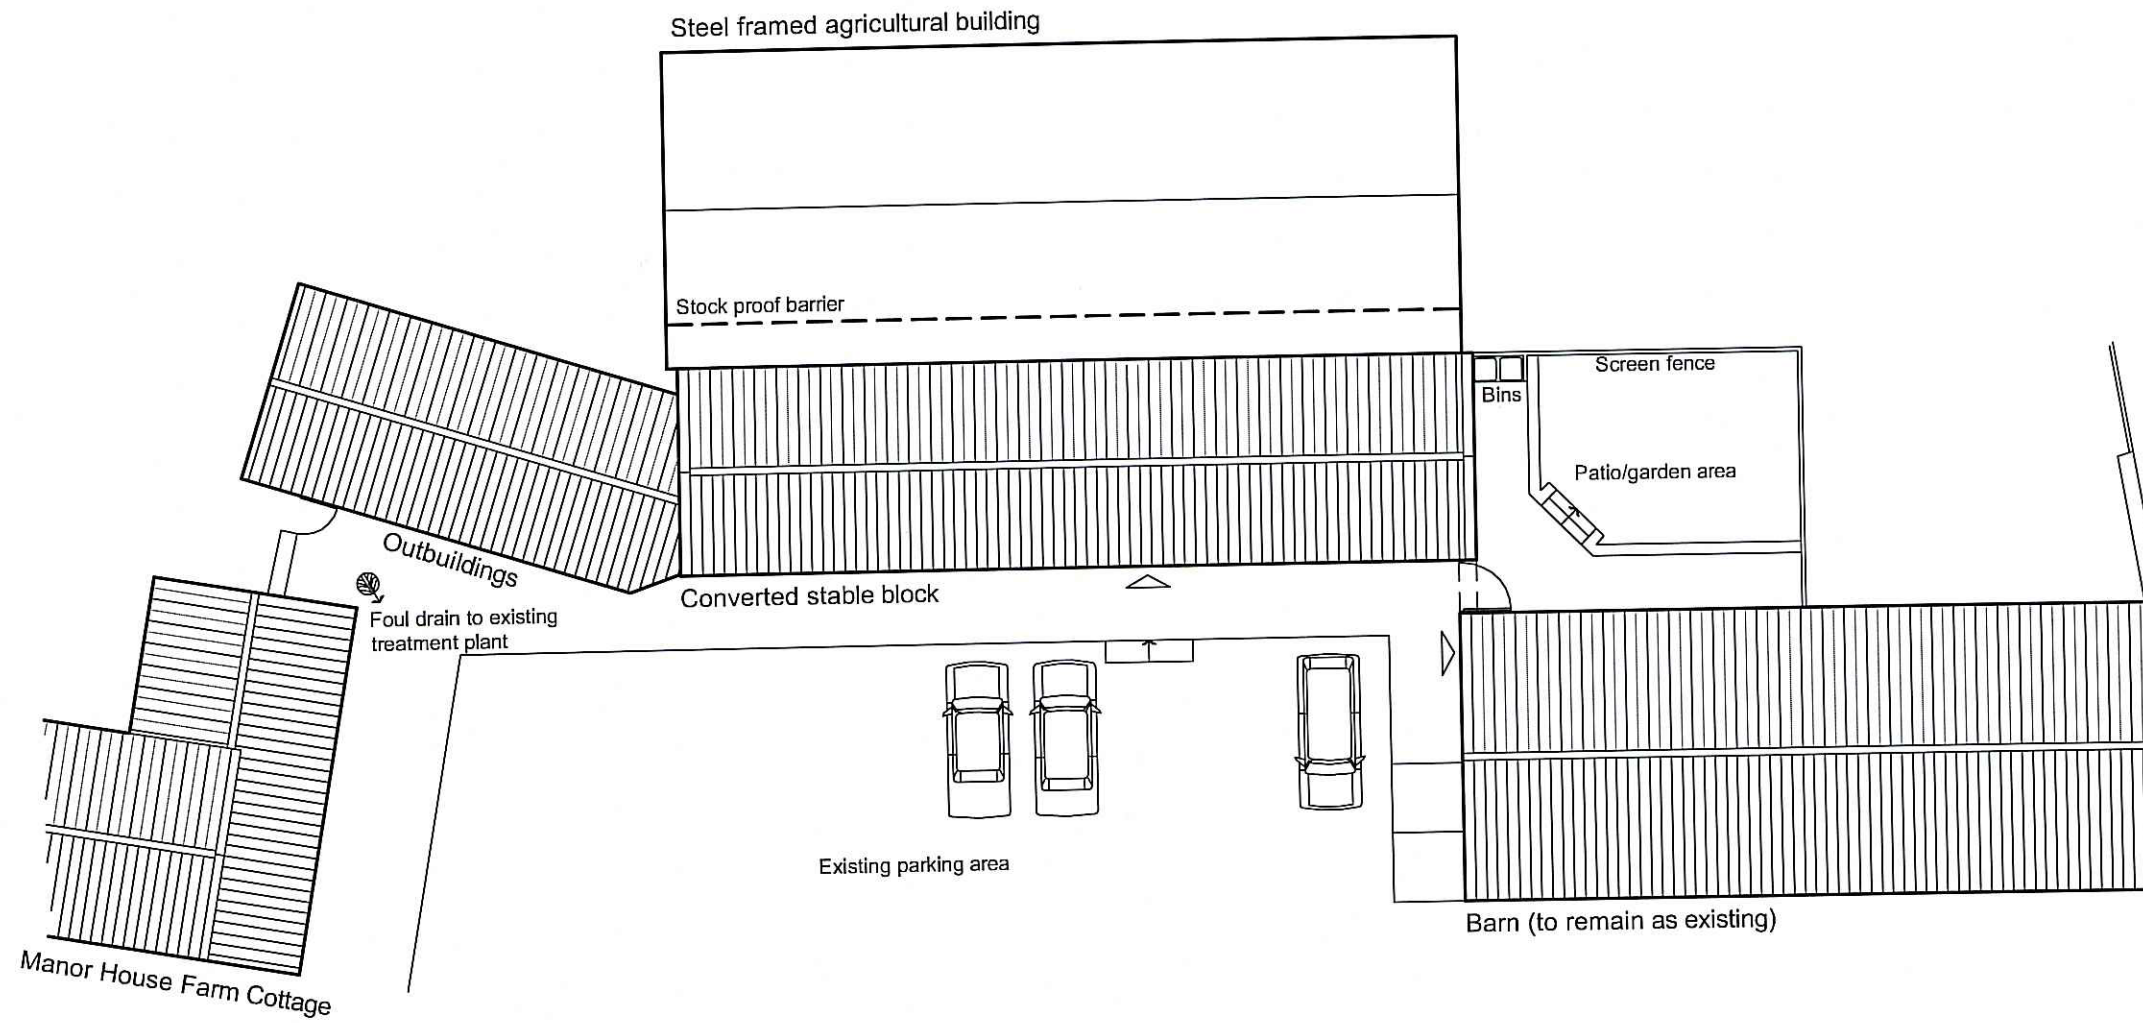 Steel framed agricultural building
Stock proof barrier
Screen fence
Bins
Patio/garden area
Outbuildings
Converted stable block
Foul drain to existing
treatment plant
Existing parking area
Barn (to remain as existing)
Manor House Farm Cottage